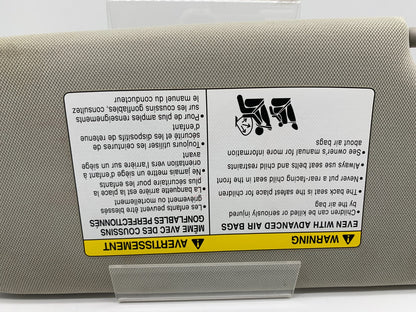 WARNING
EVEN WITH ADVANCED AIR BAGS
• Children can be killed or seriously injured
by the air bag
• The back seat is the safest place for children
• Never put a rear-facing child seat in the front
• Always use seat belts and child restraints
• See owner's manual for more information
about air bags
AVERTISSEMENT
MÊME AVEC DES COUSSINS
GONFLABLES PERFECTIONNÉS
• Les enfants peuvent être blessés
grièvement ou mortellement
• La banquette arrière est la place la
plus sécuritaire pour les enfants
• Ne jamais mettre un siège d'enfant à
orientation vers l'arrière sur un siège
avant
• Toujours utiliser les ceintures de
sécurité et les dispositifs de retenue
d'enfant
• Pour de plus amples renseignements
sur les coussins gonflables, consultez
le manuel du conducteur